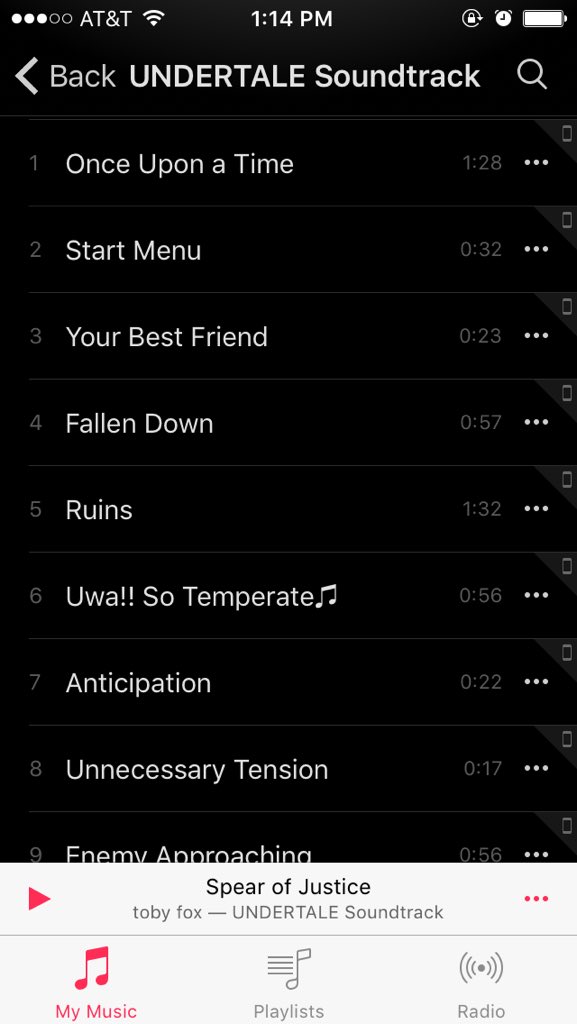 AT&T 1:14 PM
Back UNDERTALE Soundtrack
1 Once Upon a Time 1:28
2 Start Menu 0:32
3 Your Best Friend 0:23
4 Fallen Down 0:57
5 Ruins 1:32
6 Uwa!! So Temperate♫ 0:56
7 Anticipation 0:22
8 Unnecessary Tension 0:17
9 Enemy Approaching 0:56
Spear of Justice
toby fox — UNDERTALE Soundtrack
My Music Playlists Radio